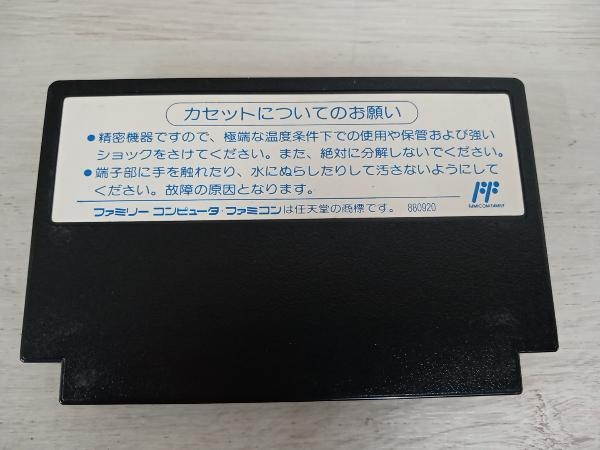 カセットについてのお願い
●精密機器ですので、極端な温度条件下での使用や保管および強い
ショックをさけてください。また、絶対に分解しないでください。
●端子部に手を触れたり、水にぬらしたりして汚さないようにして
ください。故障の原因となります。
ファミリー コンピュータ・ファミコンは任天堂の商標です。 860920
FAMICOM FAMILY